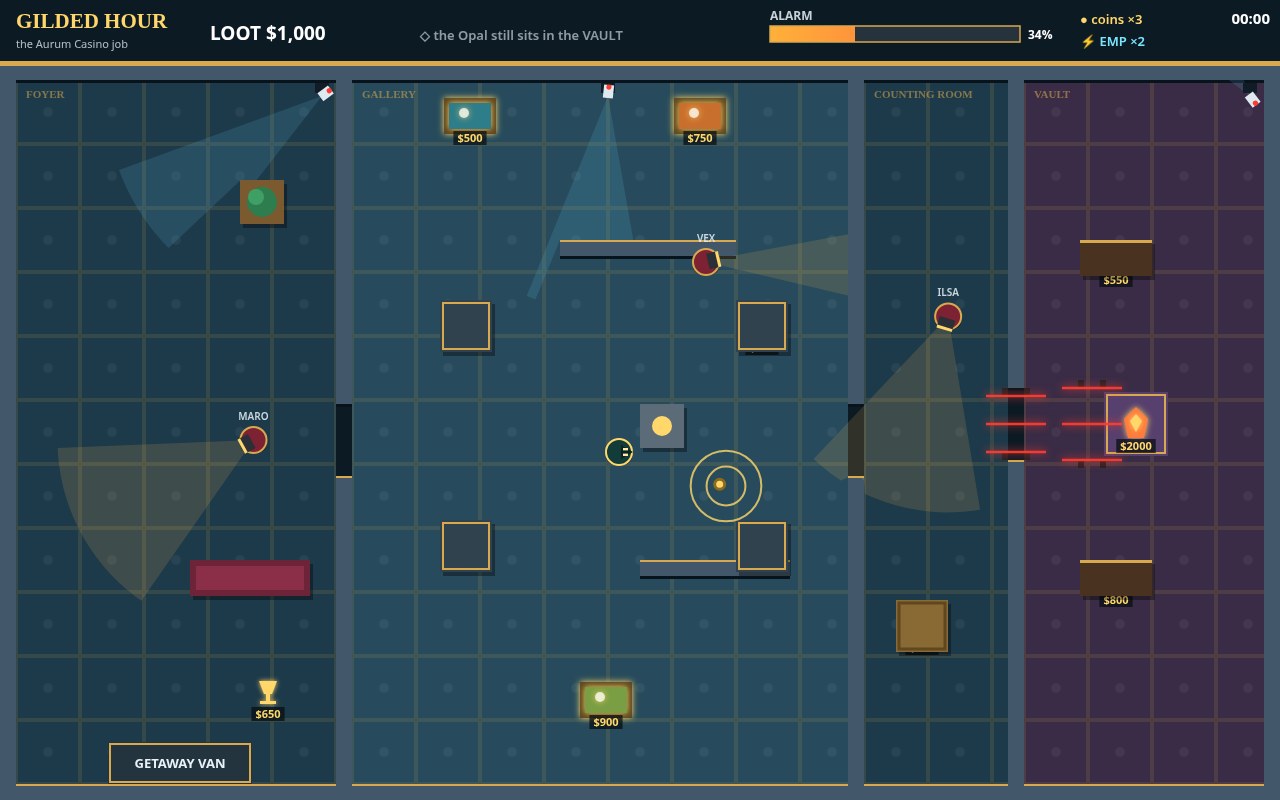 GILDED HOUR
the Aurum Casino job
LOOT $1,000
◇ the Opal still sits in the VAULT
ALARM
34%
● coins ×3
⚡ EMP ×2
00:00
FOYER
GALLERY
COUNTING ROOM
VAULT
$500
$750
VEX
$550
ILSA
MARO
$2000
$800
$650
$900
GETAWAY VAN